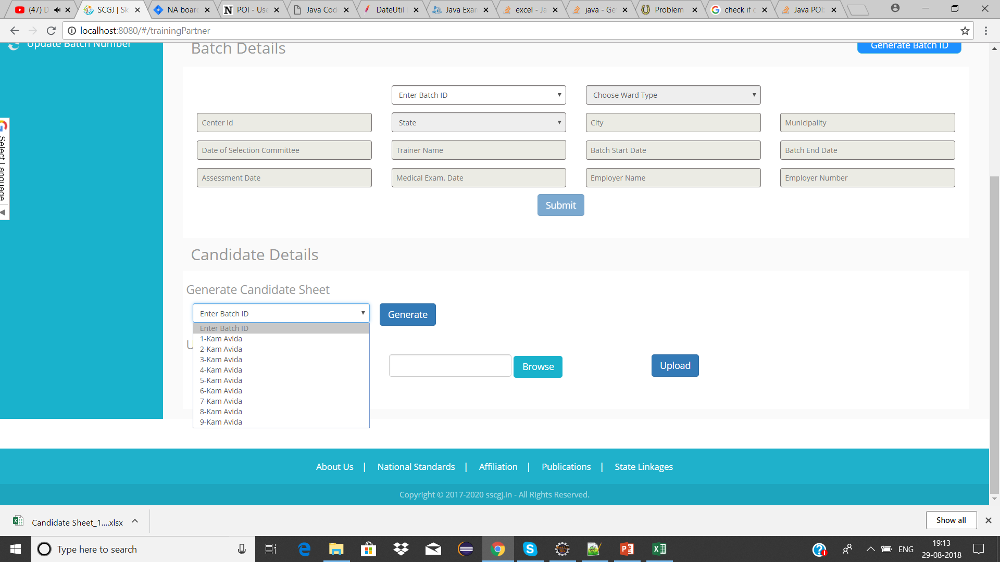 (47) D
SCGJ | Sk
NA boar
POI - Use
Java Cod
DateUtil
Java Exar
excel - Ja
java - Ge
Problem
check if c
Java POI:
localhost:8080/#/trainingPartner
Update Batch Number
Batch Details
Generate Batch ID
Enter Batch ID
Choose Ward Type
Center Id
State
City
Municipality
Date of Selection Committee
Trainer Name
Batch Start Date
Batch End Date
Assessment Date
Medical Exam. Date
Employer Name
Employer Number
Submit
Select Language
Candidate Details
Generate Candidate Sheet
Enter Batch ID
Generate
Enter Batch ID
1-Kam Avida
2-Kam Avida
3-Kam Avida
4-Kam Avida
5-Kam Avida
6-Kam Avida
7-Kam Avida
8-Kam Avida
9-Kam Avida
U
Browse
Upload
About Us | National Standards | Affiliation | Publications | State Linkages
Copyright © 2017-2020 sscgj.in - All Rights Reserved.
Candidate Sheet_1....xlsx
Show all
Type here to search
ENG
19:13
29-08-2018